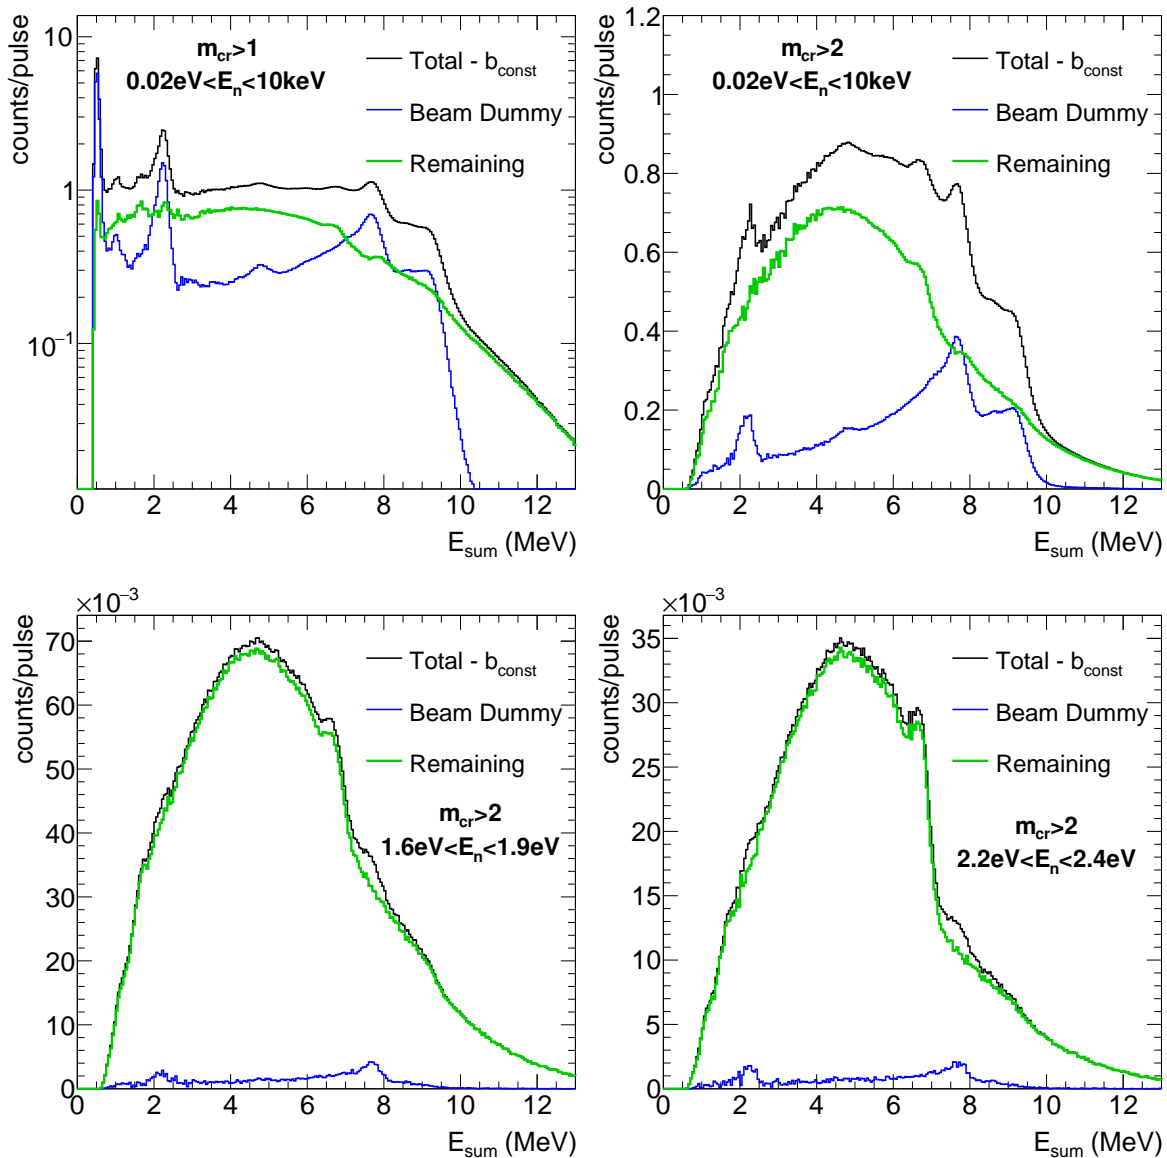 counts/pulse
10
1
10⁻¹
m_cr>1
0.02eV<E_n<10keV
Total - b_const
Beam Dummy
Remaining
0 2 4 6 8 10 12
E_sum (MeV)
counts/pulse
1.2
1
0.8
0.6
0.4
0.2
0
m_cr>2
0.02eV<E_n<10keV
Total - b_const
Beam Dummy
Remaining
0 2 4 6 8 10 12
E_sum (MeV)
×10⁻³
counts/pulse
70
60
50
40
30
20
10
0
Total - b_const
Beam Dummy
Remaining
m_cr>2
1.6eV<E_n<1.9eV
0 2 4 6 8 10 12
E_sum (MeV)
×10⁻³
counts/pulse
35
30
25
20
15
10
5
0
Total - b_const
Beam Dummy
Remaining
m_cr>2
2.2eV<E_n<2.4eV
0 2 4 6 8 10 12
E_sum (MeV)